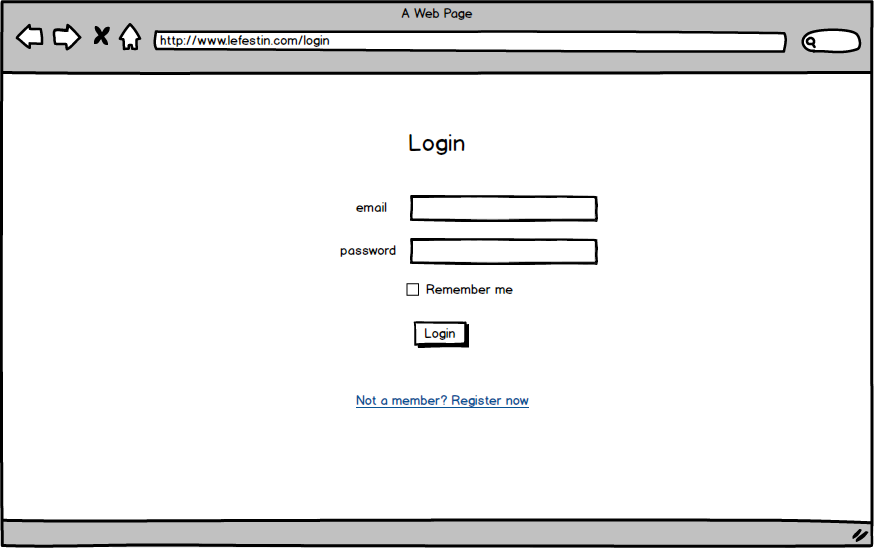 A Web Page
http://www.lefestin.com/login
Login
email
password
Remember me
Login
Not a member? Register now